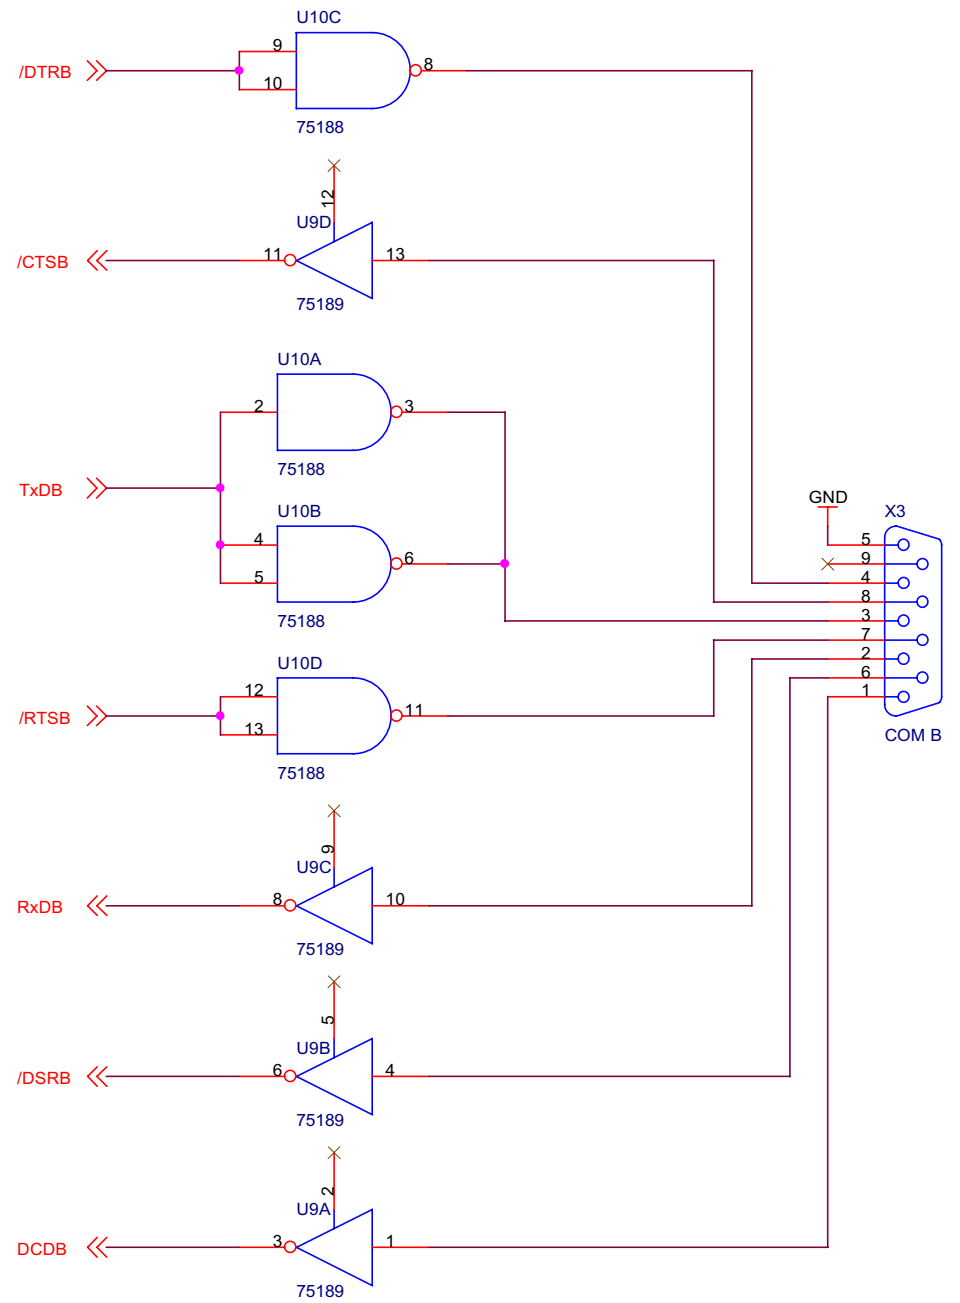 U10C
/DTRB
9
10
8
75188
12
U9D
/CTSB
11
13
75189
U10A
2
3
75188
TxDB
U10B
4
5
6
75188
GND
X3
5
9
4
8
3
7
2
6
1
COM B
U10D
/RTSB
12
13
11
75188
9
U9C
RxDB
8
10
75189
5
U9B
/DSRB
6
4
75189
2
U9A
DCDB
3
1
75189